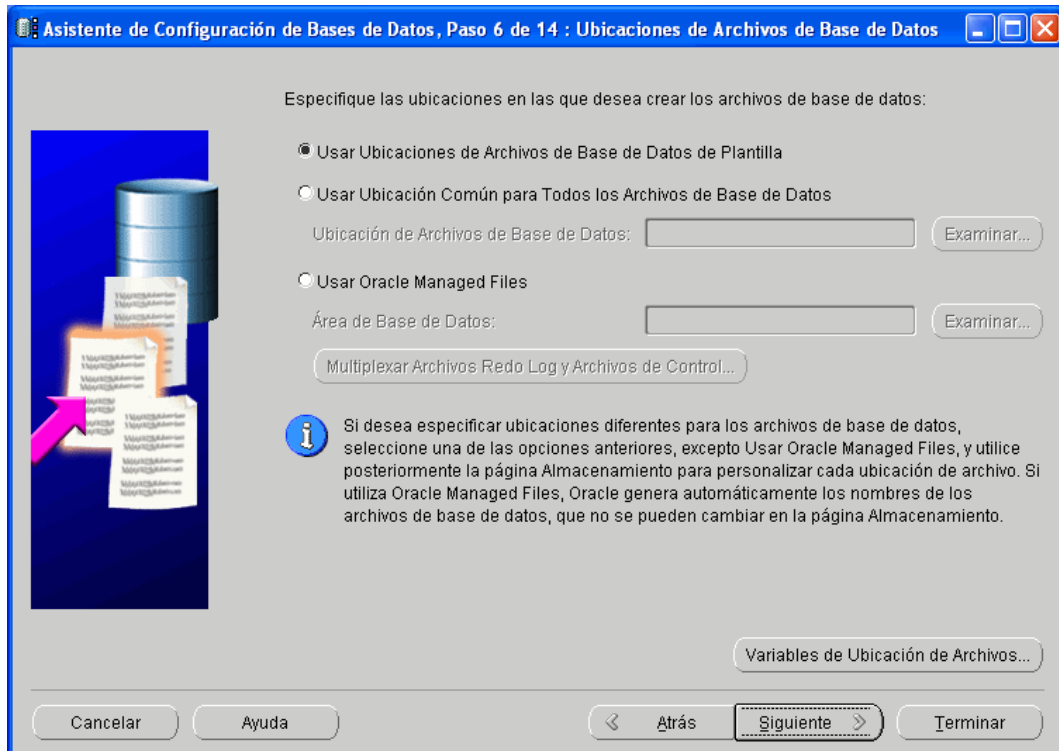 Asistente de Configuración de Bases de Datos, Paso 6 de 14 : Ubicaciones de Archivos de Base de Datos
Especifique las ubicaciones en las que desea crear los archivos de base de datos:
Usar Ubicaciones de Archivos de Base de Datos de Plantilla
Usar Ubicación Común para Todos los Archivos de Base de Datos
Ubicación de Archivos de Base de Datos:
Examinar...
Usar Oracle Managed Files
Área de Base de Datos:
Examinar...
Multiplexar Archivos Redo Log y Archivos de Control...
Si desea especificar ubicaciones diferentes para los archivos de base de datos,
seleccione una de las opciones anteriores, excepto Usar Oracle Managed Files, y utilice
posteriormente la página Almacenamiento para personalizar cada ubicación de archivo. Si
utiliza Oracle Managed Files, Oracle genera automáticamente los nombres de los
archivos de base de datos, que no se pueden cambiar en la página Almacenamiento.
Variables de Ubicación de Archivos...
Cancelar
Ayuda
Atrás
Siguiente
Terminar